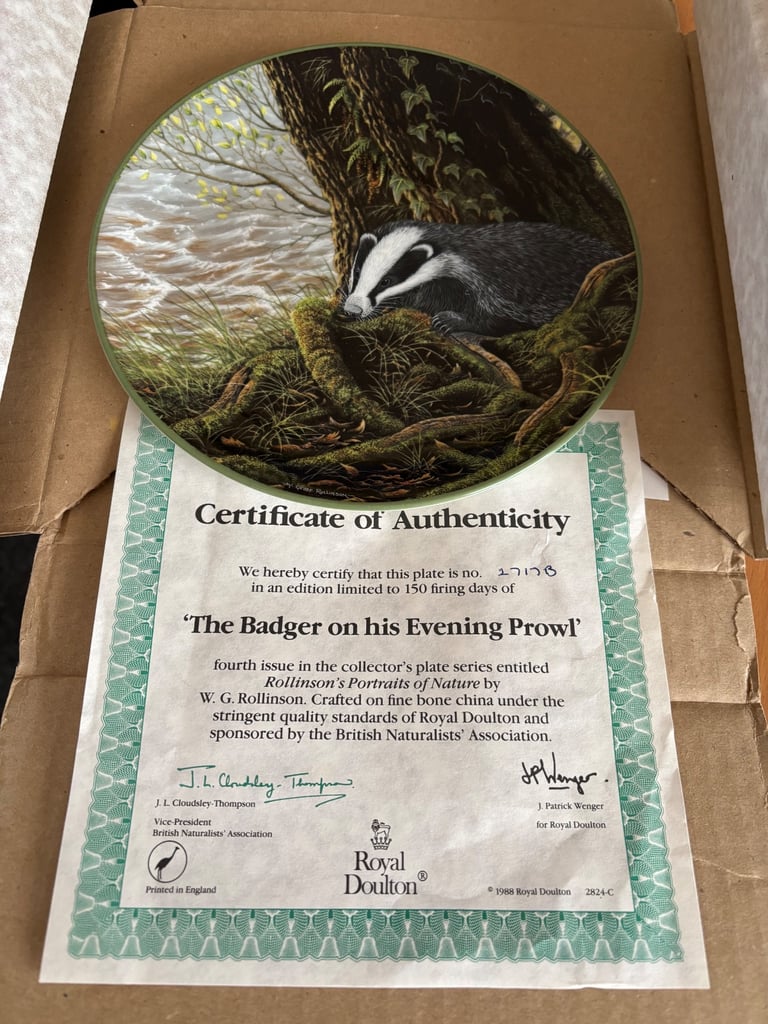 W. Grant Rollinson
Certificate of Authenticity
We hereby certify that this plate is no. 2717B
in an edition limited to 150 firing days of
‘The Badger on his Evening Prowl’
fourth issue in the collector's plate series entitled
Rollinson's Portraits of Nature by
W. G. Rollinson. Crafted on fine bone china under the
stringent quality standards of Royal Doulton and
sponsored by the British Naturalists' Association.
J. L. Cloudsley-Thompson
J. L. Cloudsley-Thompson
Vice-President
British Naturalists' Association
Printed in England
JPWenger.
J. Patrick Wenger
for Royal Doulton
Royal
Doulton®
© 1988 Royal Doulton 2824-C